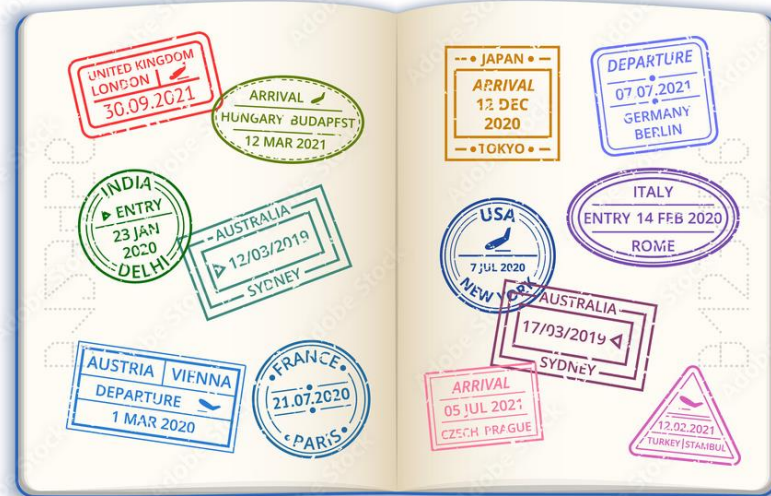 UNITED KINGDOM
LONDON
30.09.2021
ARRIVAL
HUNGARY BUDAPEST
12 MAR 2021
INDIA
ENTRY
23 JAN
2020
DELHI
AUSTRALIA
12/03/2019
SYDNEY
AUSTRIA VIENNA
DEPARTURE
1 MAR 2020
FRANCE
21.07.2020
PARIS
JAPAN
ARRIVAL
12 DEC
2020
TOKYO
DEPARTURE
07.07.2021
GERMANY
BERLIN
ITALY
ENTRY 14 FEB 2020
ROME
USA
7 JUL 2020
NEW YORK
AUSTRALIA
17/03/2019
SYDNEY
ARRIVAL
05 JUL 2021
CZECH PRAGUE
12.02.2021
TURKEY | STAMBUL